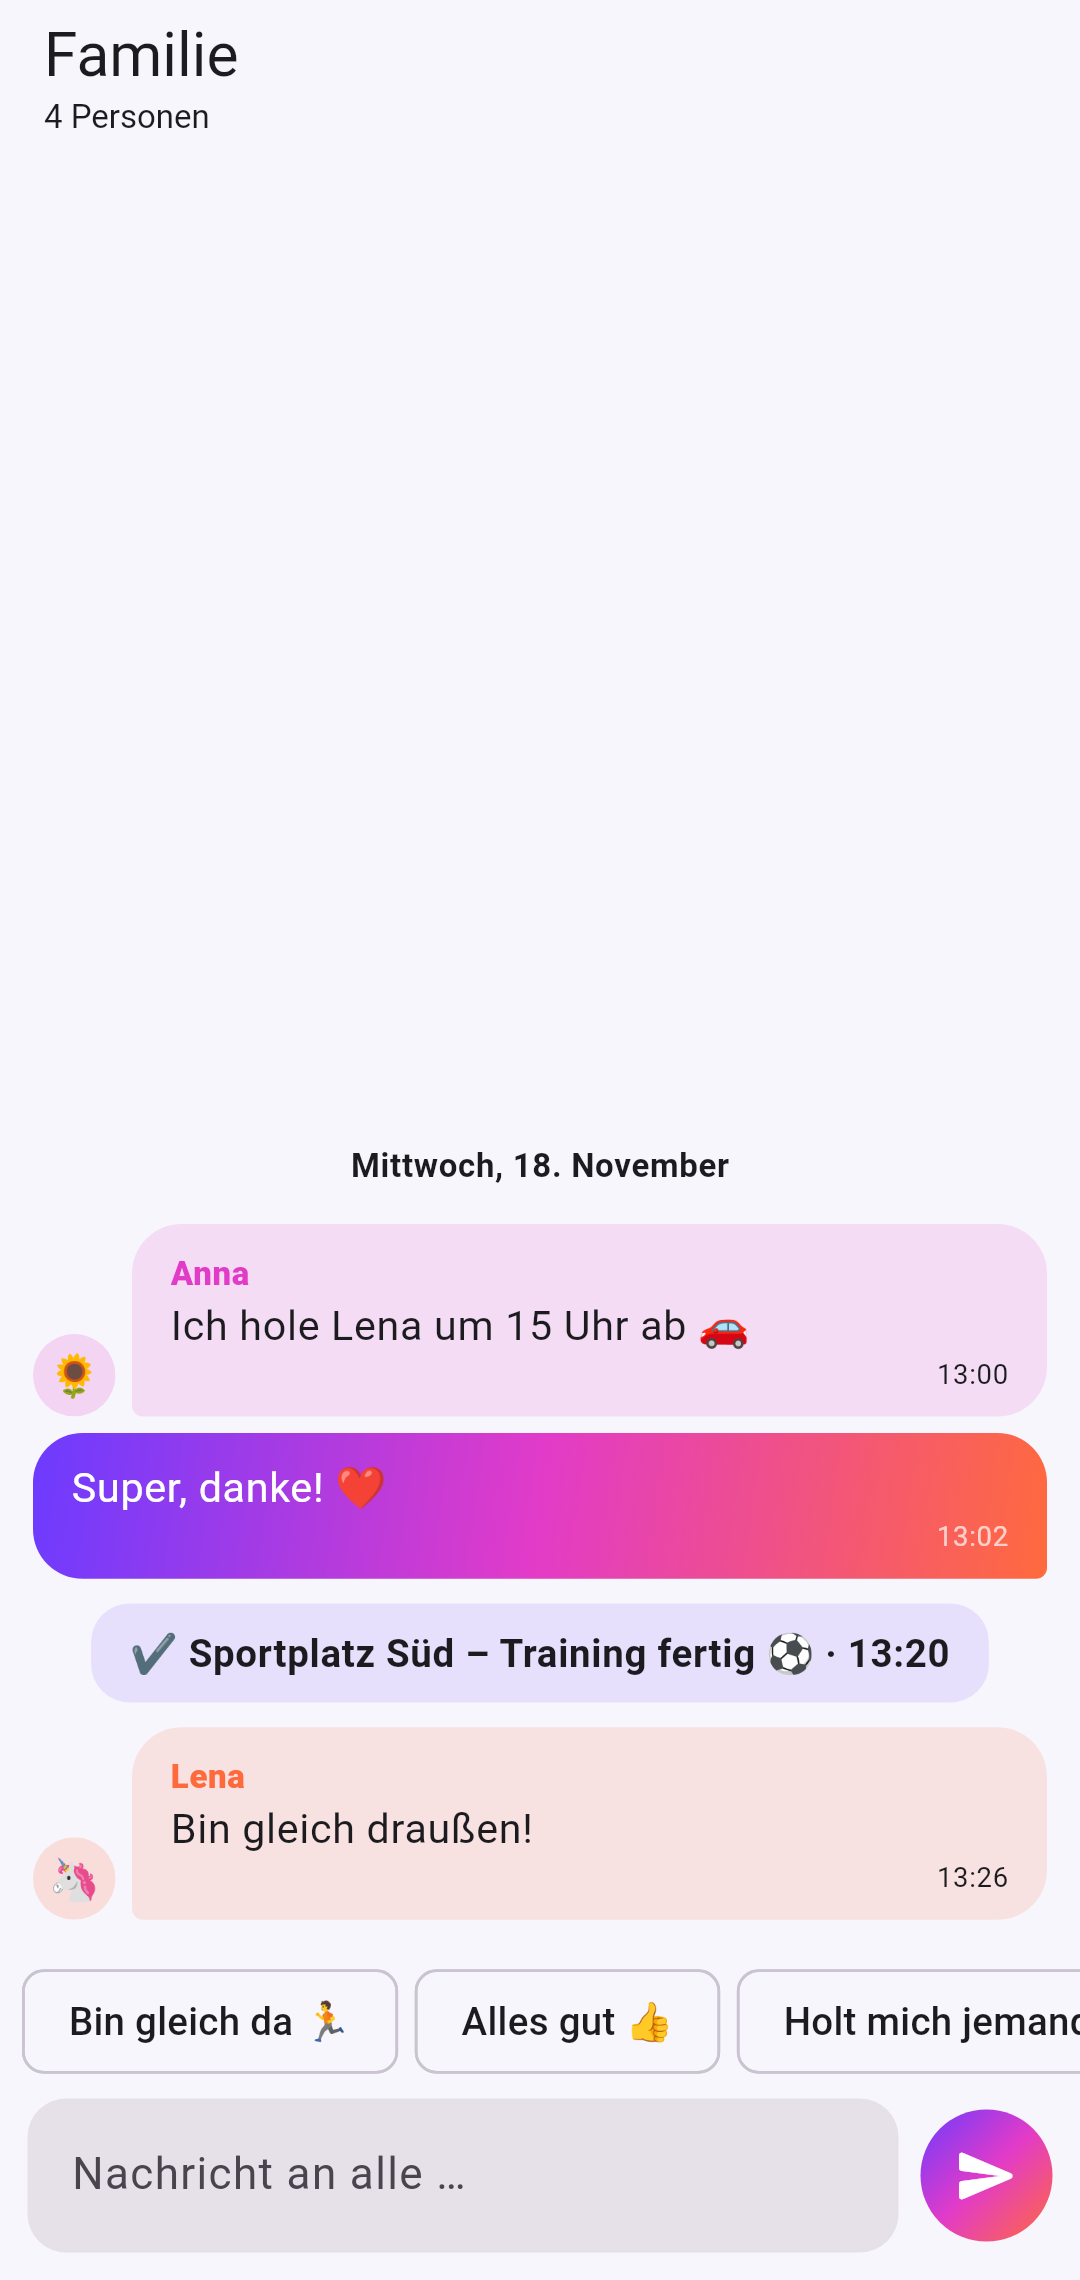 Familie
4 Personen
Mittwoch, 18. November
Anna
Ich hole Lena um 15 Uhr ab 🚗
13:00
Super, danke! ❤️
13:02
✔️ Sportplatz Süd – Training fertig ⚽ · 13:20
Lena
Bin gleich draußen!
13:26
Bin gleich da 🏃 Alles gut 👍 Holt mich jemand
Nachricht an alle …